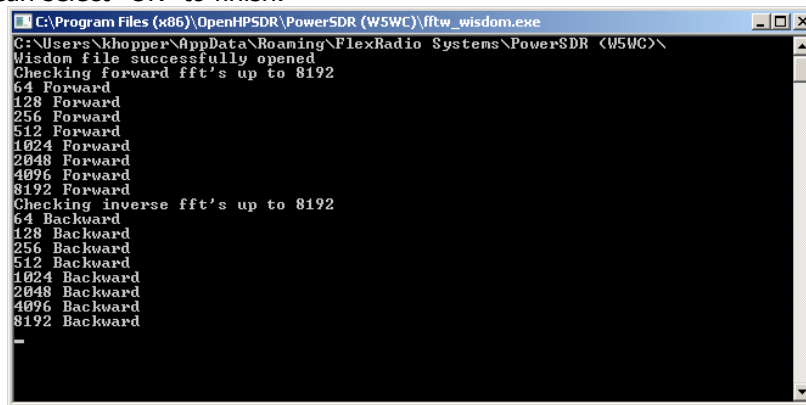 can select "OK" to finish.
C:\Program Files (x86)\OpenHPSDR\PowerSDR (W5WC)\fftw_wisdom.exe
C:\Users\khopper\AppData\Roaming\FlexRadio Systems\PowerSDR (W5WC)\
Wisdom file successfully opened
Checking forward fft's up to 8192
64 Forward
128 Forward
256 Forward
512 Forward
1024 Forward
2048 Forward
4096 Forward
8192 Forward
Checking inverse fft's up to 8192
64 Backward
128 Backward
256 Backward
512 Backward
1024 Backward
2048 Backward
4096 Backward
8192 Backward